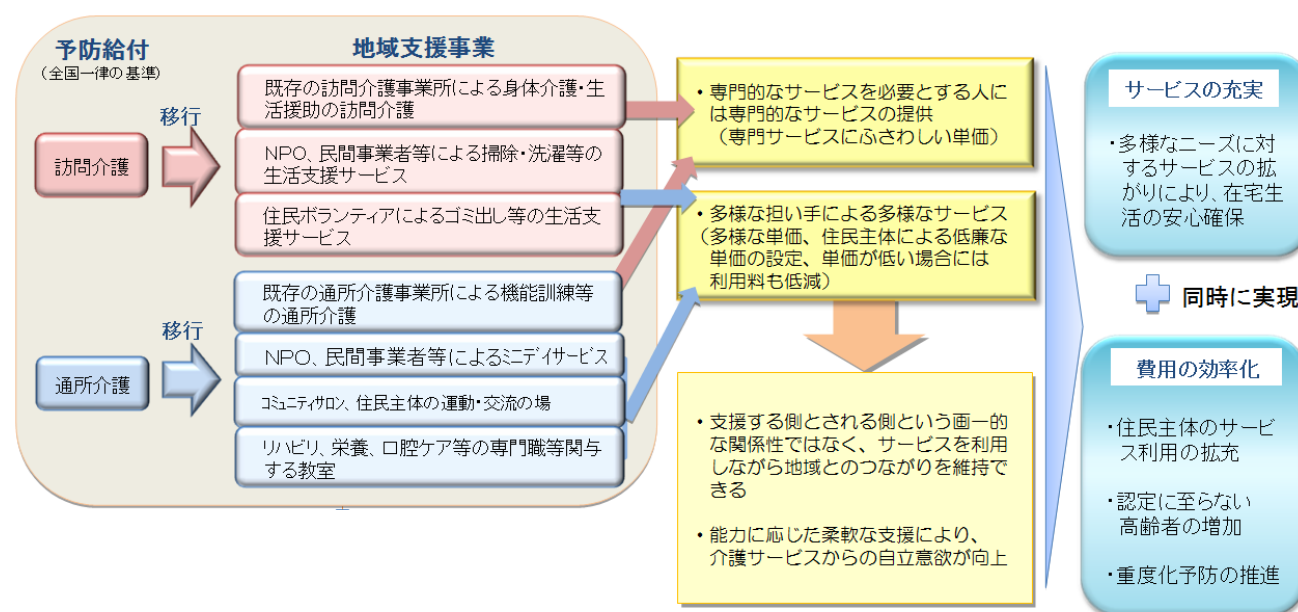 予防給付
(全国一律の基準)
地域支援事業
移行
訪問介護
既存の訪問介護事業所による身体介護・生
活援助の訪問介護
NPO、民間事業者等による掃除・洗濯等の
生活支援サービス
住民ボランティアによるゴミ出し等の生活支
援サービス
移行
通所介護
既存の通所介護事業所による機能訓練等
の通所介護
NPO、民間事業者等によるミニデイサービス
コミュニティサロン、住民主体の運動・交流の場
リハビリ、栄養、口腔ケア等の専門職等関与
する教室
・専門的なサービスを必要とする人に
は専門的なサービスの提供
(専門サービスにふさわしい単価)
・多様な担い手による多様なサービス
(多様な単価、住民主体による低廉な
単価の設定、単価が低い場合には
利用料も低減)
・支援する側とされる側という画一的
な関係性ではなく、サービスを利用
しながら地域とのつながりを維持で
きる
・能力に応じた柔軟な支援により、
介護サービスからの自立意欲が向上
サービスの充実
・多様なニーズに対
するサービスの拡
がりにより、在宅生
活の安心確保
同時に実現
費用の効率化
・住民主体のサービ
ス利用の拡充
・認定に至らない
高齢者の増加
・重度化予防の推進